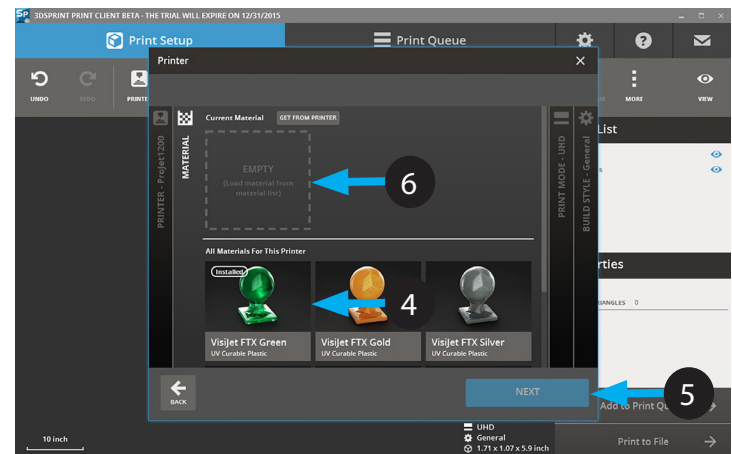 SP 3DSPRINT PRINT CLIENT BETA - THE TRIAL WILL EXPIRE ON 12/31/2015
Print Setup
Print Queue
Printer
UNDO
REDO
PRINTE
MORE
VIEW
List
PRINTER - ProJet1200
MATERIAL
Current Material
GET FROM PRINTER
EMPTY
(Load material from
material list)
6
PRINT MODE - UHD
BUILD STYLE - General
All Materials For This Printer
Installed
4
VisiJet FTX Green
UV Curable Plastic
VisiJet FTX Gold
UV Curable Plastic
VisiJet FTX Silver
UV Curable Plastic
rties
IANGLES 0
BACK
NEXT
5
Add to Print Qu
UHD
General
1.71 x 1.07 x 5.9 inch
10 inch
Print to File